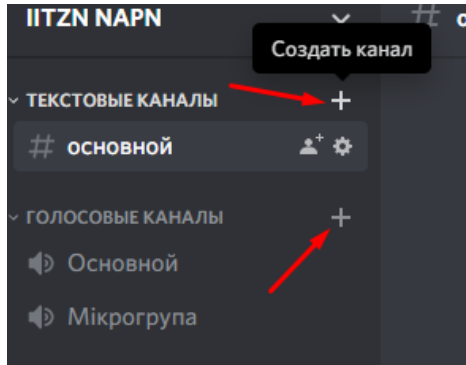 IITZN NAPN
Создать канал
ТЕКСТОВЫЕ КАНАЛЫ
основной
ГОЛОСОВЫЕ КАНАЛЫ
Основной
Мікрогрупа